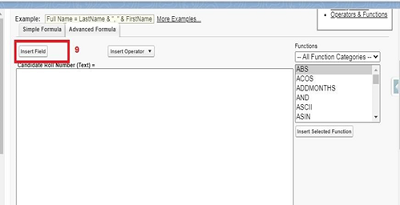 Operators & Functions
Example: Full Name = LastName & ", " & FirstName More Examples...
Simple Formula Advanced Formula
Insert Field 9 Insert Operator ▼
Functions
-- All Function Categories --
Candidate Roll Number (Text) =
ABS
ACOS
ADDMONTHS
AND
ASCII
ASIN
Insert Selected Function